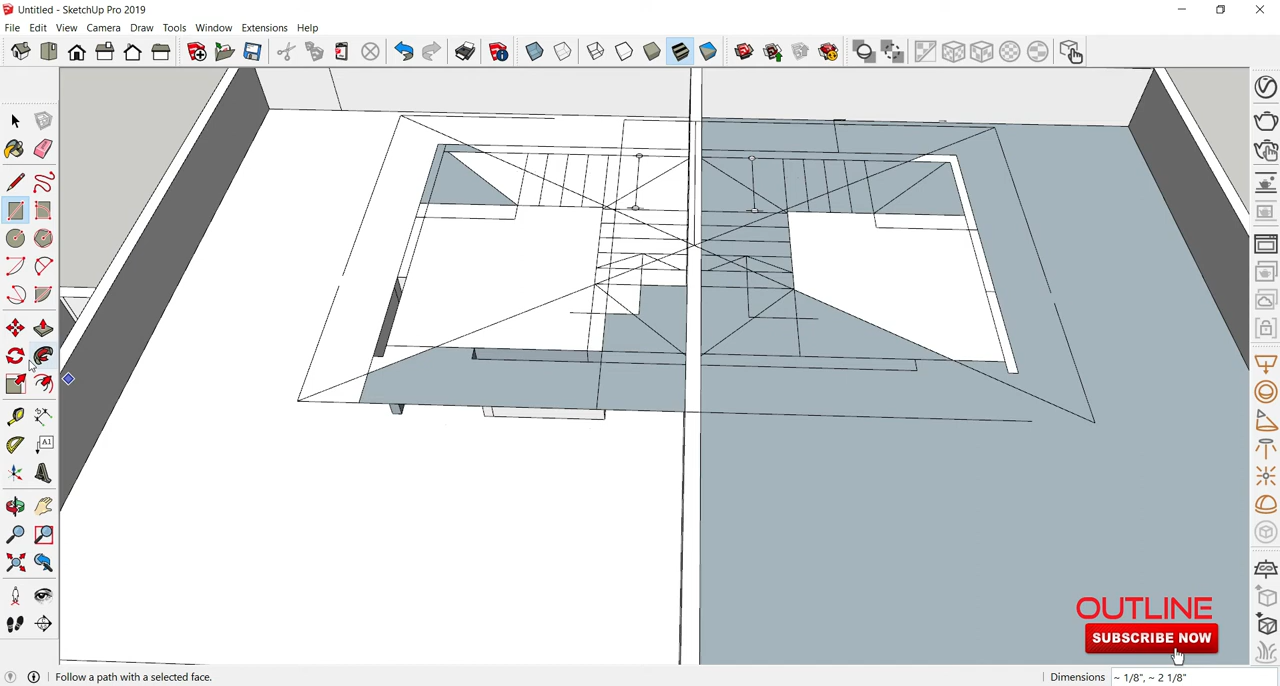 Untitled - SketchUp Pro 2019
File Edit View Camera Draw Tools Window Extensions Help
A1
OUTLINE
SUBSCRIBE NOW
Follow a path with a selected face.
Dimensions ~ 1/8", ~ 2 1/8"